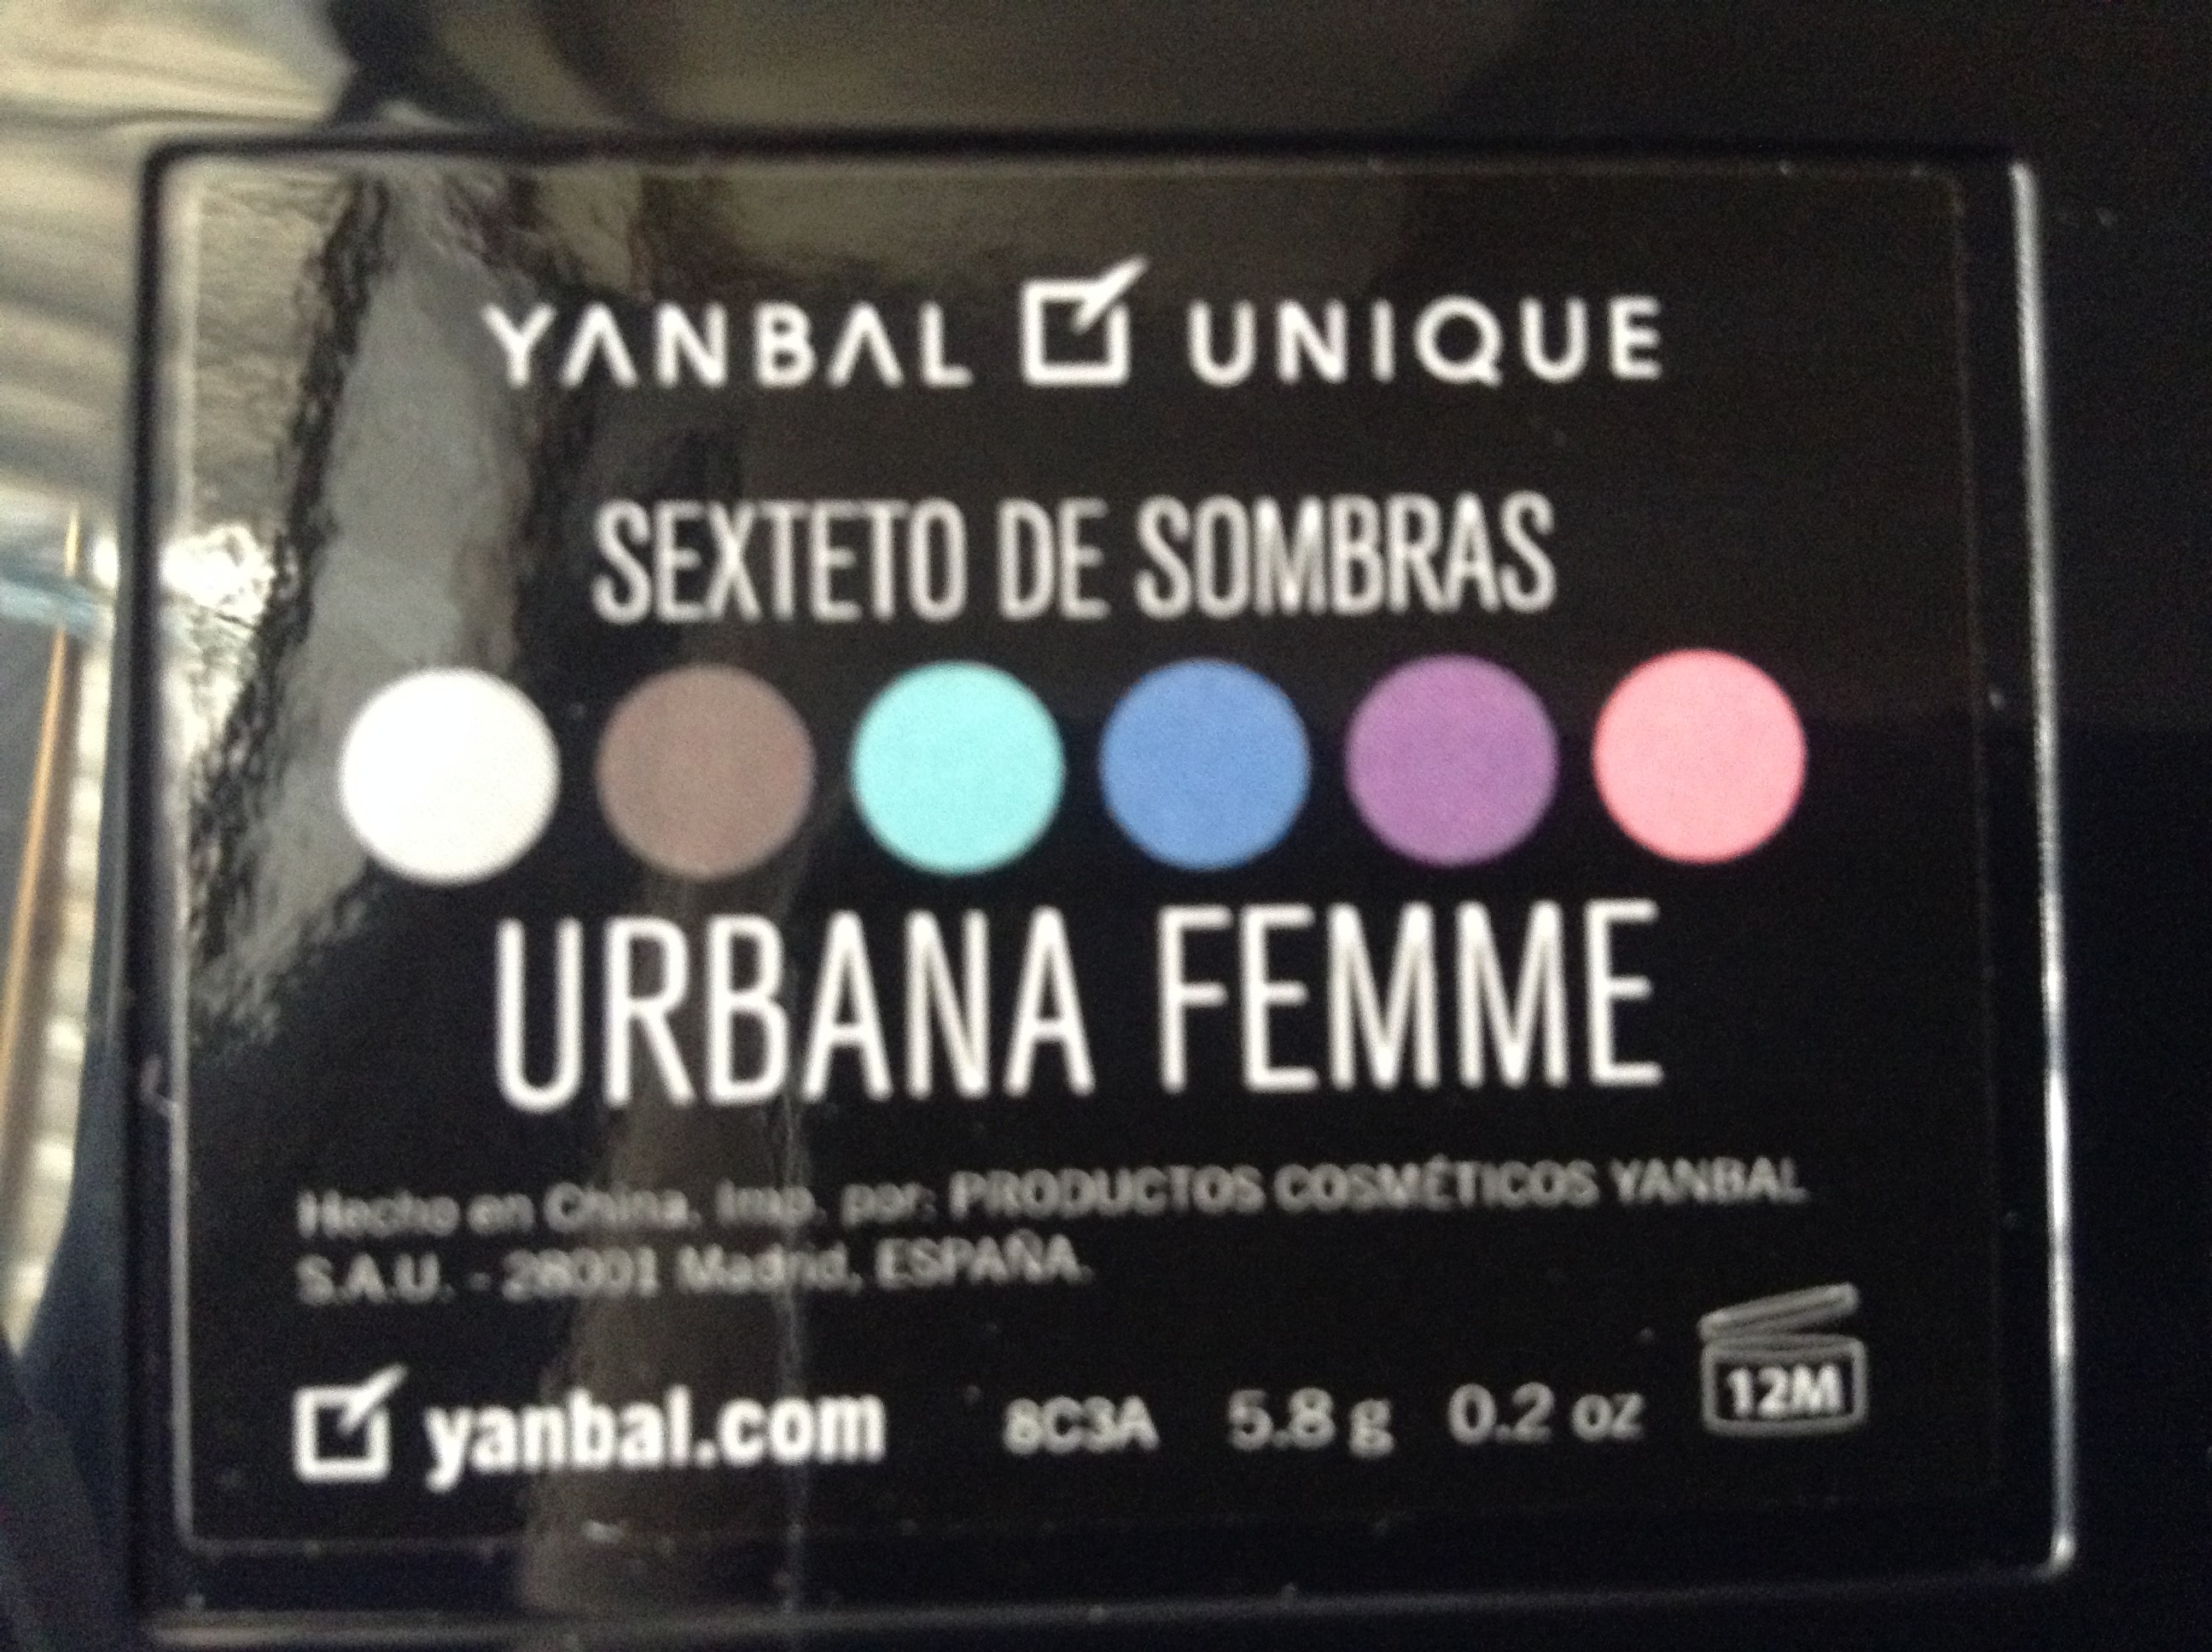 YANBAL UNIQUE
SEXTETO DE SOMBRAS
URBANA FEMME
Hecho en China. Imp. por: PRODUCTOS COSMÉTICOS YANBAL
S.A.U. - 28001 Madrid, ESPAÑA.
yanbal.com 8C3A 5.8 g 0.2 oz 12M